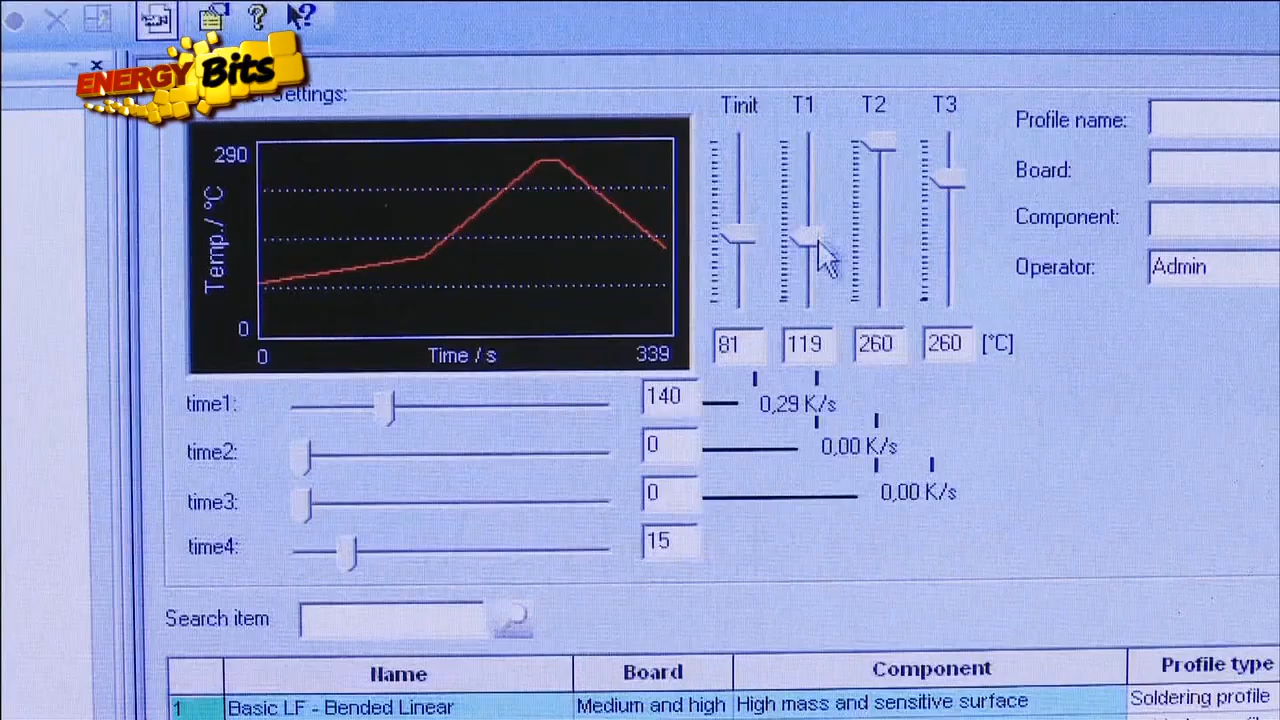 ENERGY Bits
Settings:
Tinit T1 T2 T3
Profile name:
290
Board:
Temp./ °C
Component:
Operator: Admin
0
0 Time / s 339
81 119 260 260 [°C]
time1: 140 0,29 K/s
time2: 0 0,00 K/s
time3: 0 0,00 K/s
time4: 15
Search item
Name Board Component Profile type
1 Basic LF - Bended Linear Medium and high High mass and sensitive surface Soldering profile